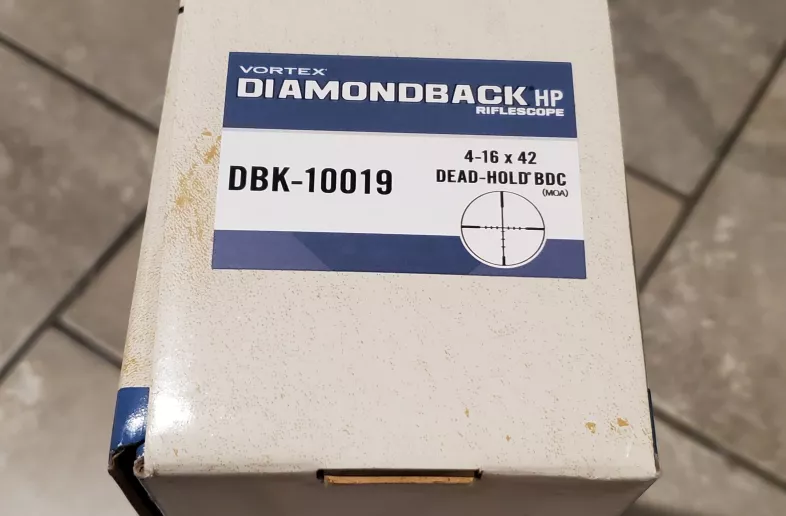 VORTEX®
DIAMONDBACK® HP
RIFLESCOPE
DBK-10019
4-16 x 42
DEAD-HOLD® BDC
(MOA)